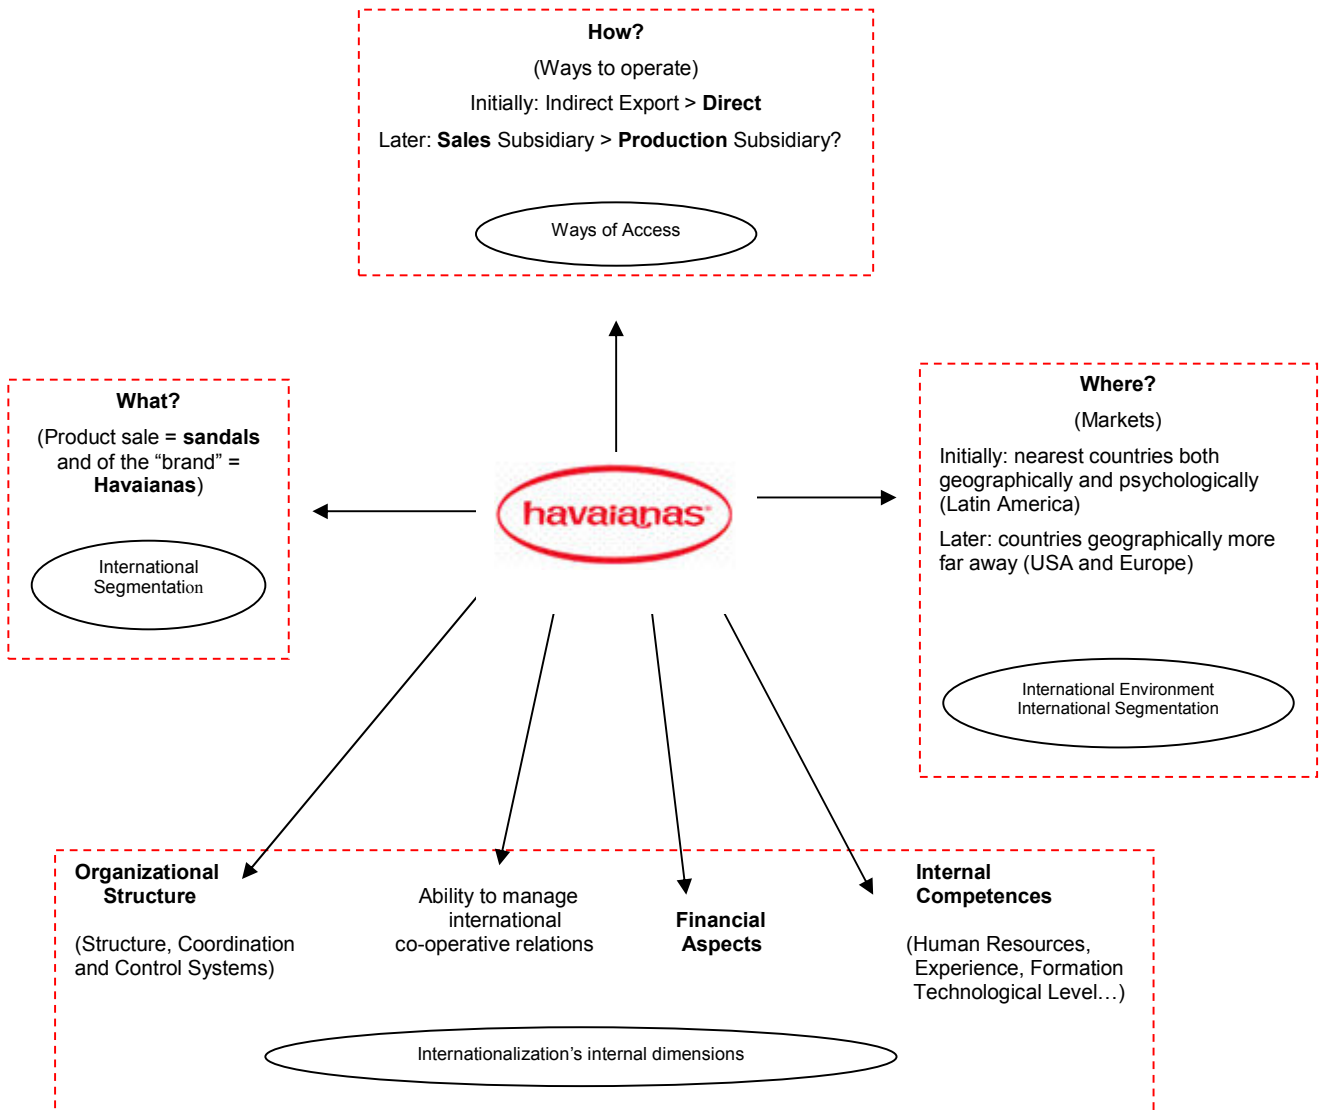 How?
(Ways to operate)
Initially: Indirect Export > Direct
Later: Sales Subsidiary > Production Subsidiary?
Ways of Access
What?
(Product sale = sandals
and of the “brand” =
Havaianas)
International
Segmentation
havaianas®
Where?
(Markets)
Initially: nearest countries both
geographically and psychologically
(Latin America)
Later: countries geographically more
far away (USA and Europe)
International Environment
International Segmentation
Organizational
Structure
(Structure, Coordination
and Control Systems)
Ability to manage
international
co-operative relations
Financial
Aspects
Internal
Competences
(Human Resources,
Experience, Formation
Technological Level…)
Internationalization’s internal dimensions